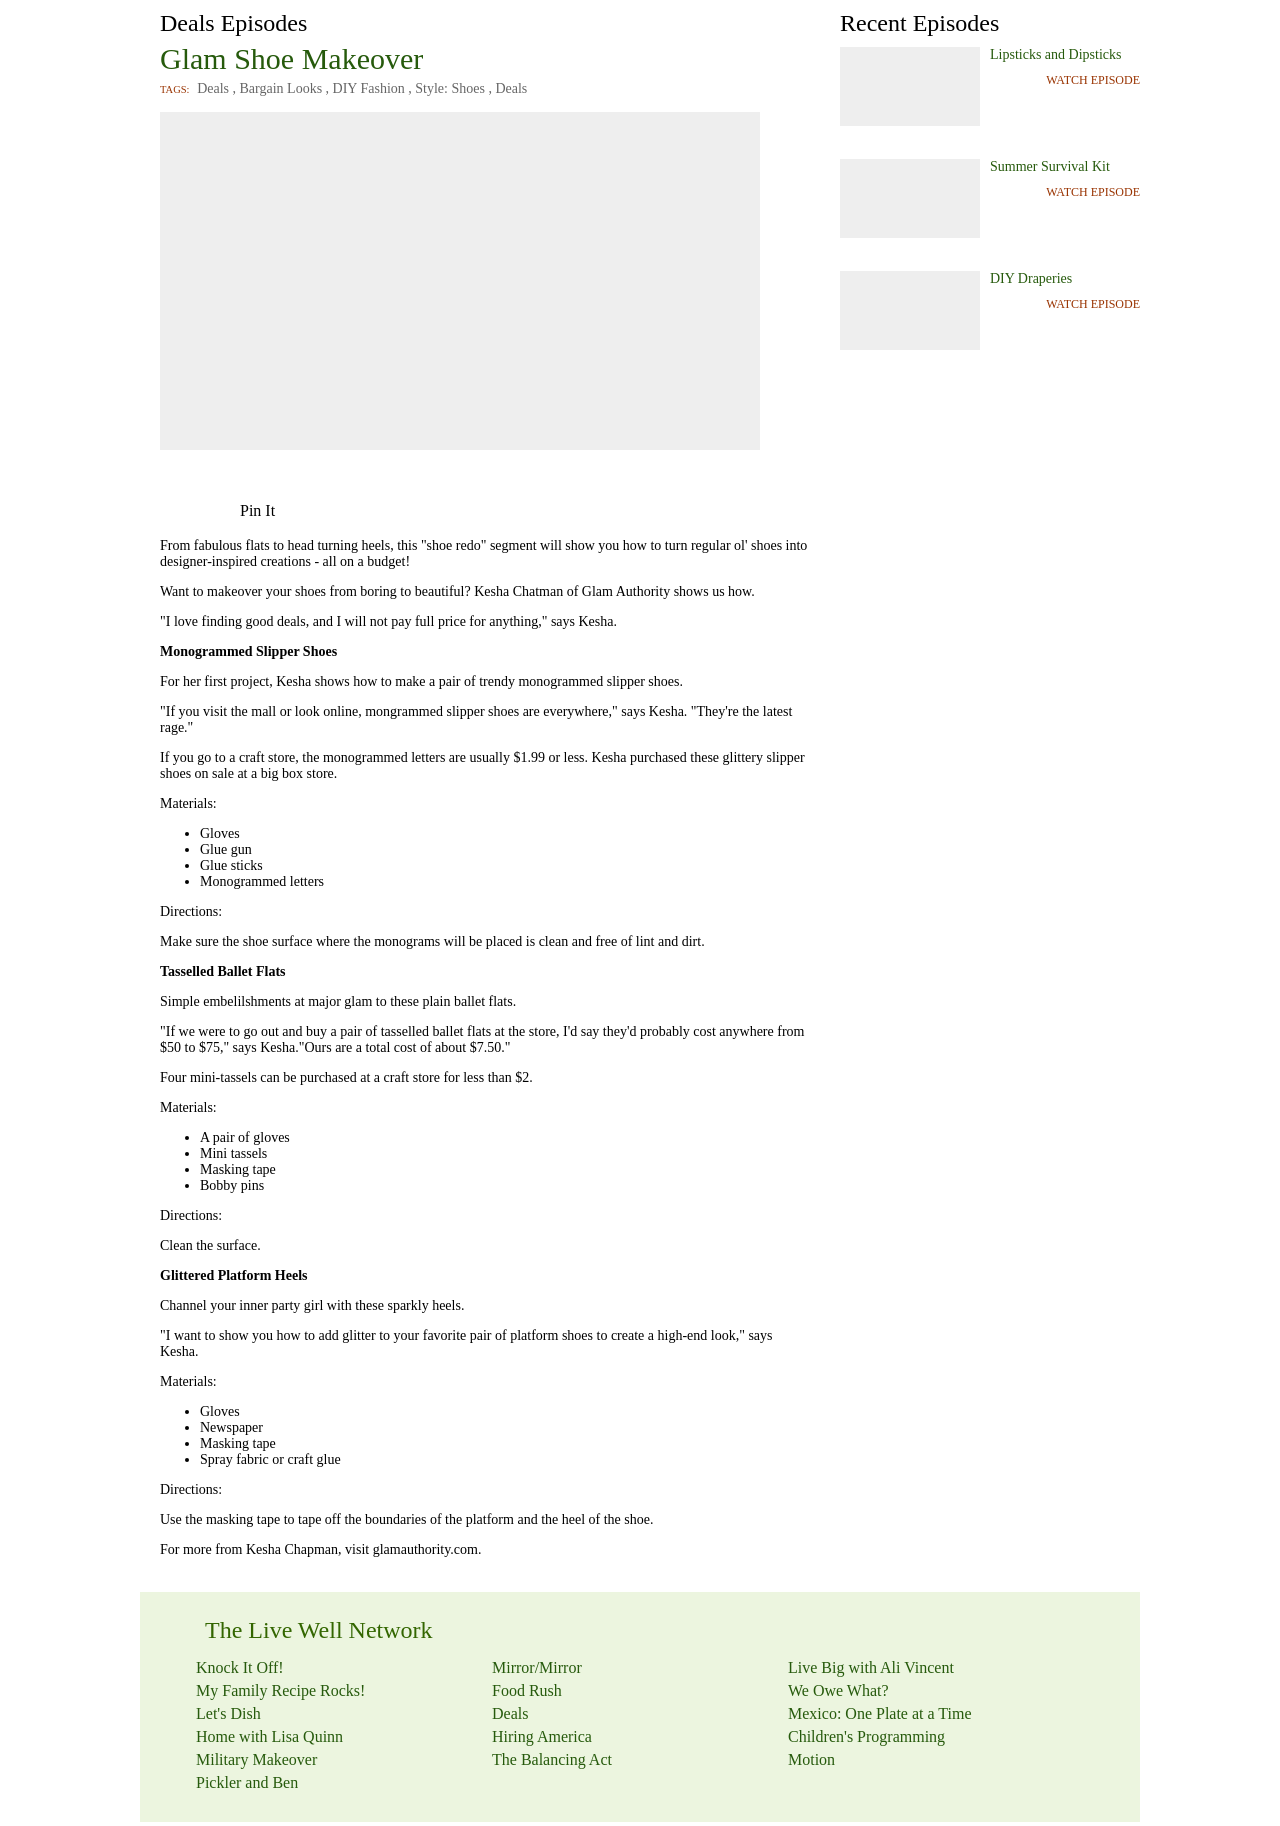 Deals Episodes
Glam Shoe Makeover
TAGS: Deals , Bargain Looks , DIY Fashion , Style: Shoes , Deals
Pin It
From fabulous flats to head turning heels, this "shoe redo" segment will show you how to turn regular ol' shoes into
designer-inspired creations - all on a budget!
Want to makeover your shoes from boring to beautiful? Kesha Chatman of Glam Authority shows us how.
"I love finding good deals, and I will not pay full price for anything," says Kesha.
Monogrammed Slipper Shoes
For her first project, Kesha shows how to make a pair of trendy monogrammed slipper shoes.
"If you visit the mall or look online, mongrammed slipper shoes are everywhere," says Kesha. "They're the latest
rage."
If you go to a craft store, the monogrammed letters are usually $1.99 or less. Kesha purchased these glittery slipper
shoes on sale at a big box store.
Materials:
• Gloves
• Glue gun
• Glue sticks
• Monogrammed letters
Directions:
Make sure the shoe surface where the monograms will be placed is clean and free of lint and dirt.
Tasselled Ballet Flats
Simple embelilshments at major glam to these plain ballet flats.
"If we were to go out and buy a pair of tasselled ballet flats at the store, I'd say they'd probably cost anywhere from
$50 to $75," says Kesha."Ours are a total cost of about $7.50."
Four mini-tassels can be purchased at a craft store for less than $2.
Materials:
• A pair of gloves
• Mini tassels
• Masking tape
• Bobby pins
Directions:
Clean the surface.
Glittered Platform Heels
Channel your inner party girl with these sparkly heels.
"I want to show you how to add glitter to your favorite pair of platform shoes to create a high-end look," says
Kesha.
Materials:
• Gloves
• Newspaper
• Masking tape
• Spray fabric or craft glue
Directions:
Use the masking tape to tape off the boundaries of the platform and the heel of the shoe.
For more from Kesha Chapman, visit glamauthority.com.
Recent Episodes
Lipsticks and Dipsticks
WATCH EPISODE
Summer Survival Kit
WATCH EPISODE
DIY Draperies
WATCH EPISODE
The Live Well Network
Knock It Off!
My Family Recipe Rocks!
Let's Dish
Home with Lisa Quinn
Military Makeover
Pickler and Ben
Mirror/Mirror
Food Rush
Deals
Hiring America
The Balancing Act
Live Big with Ali Vincent
We Owe What?
Mexico: One Plate at a Time
Children's Programming
Motion